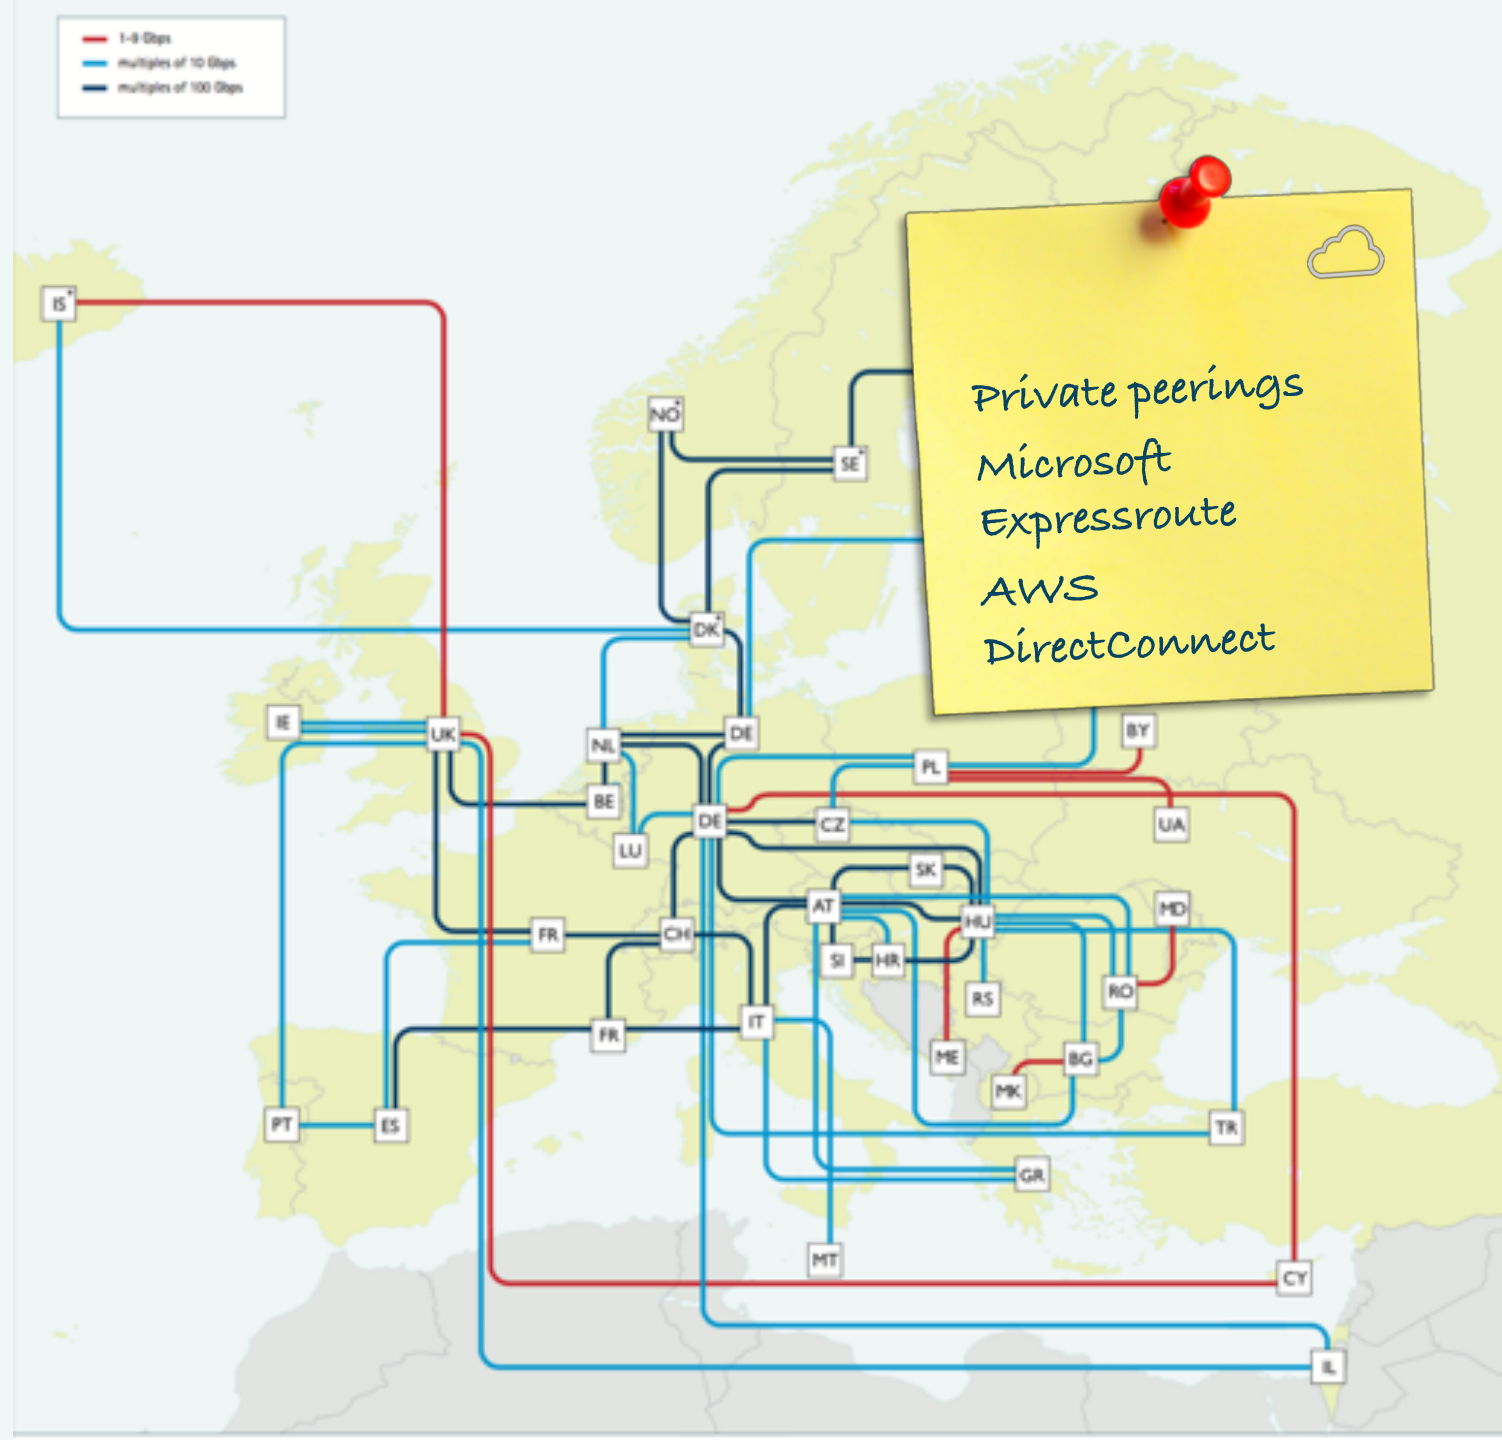 1-9 Gbps
multiples of 10 Gbps
multiples of 100 Gbps
IS*
NO*
SE*
Private peerings
Microsoft
Expressroute
AWS
DirectConnect
DK*
IE
UK
NL
DE
BY
PL
BE
DE
CZ
UA
LU
SK
AT
HU
MD
FR
CH
SI
HR
RS
RO
FR
IT
ME
BG
MK
PT
ES
TR
GR
MT
CY
IL